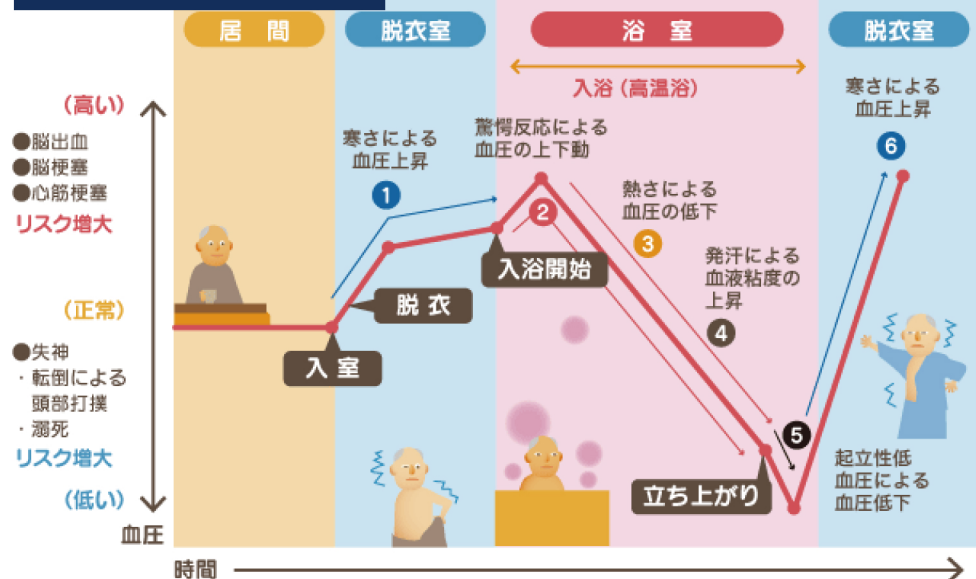 居 間
脱衣室
浴 室
脱衣室
入浴（高温浴）
（高い）
●脳出血
●脳梗塞
●心筋梗塞
リスク増大
（正常）
●失神
・転倒による
頭部打撲
・溺死
リスク増大
（低い）
血圧
寒さによる
血圧上昇
1
驚愕反応による
血圧の上下動
2
熱さによる
血圧の低下
3
発汗による
血液粘度の
上昇
4
5
起立性低
血圧による
血圧低下
寒さによる
血圧上昇
6
入室
脱衣
入浴開始
立ち上がり
時間